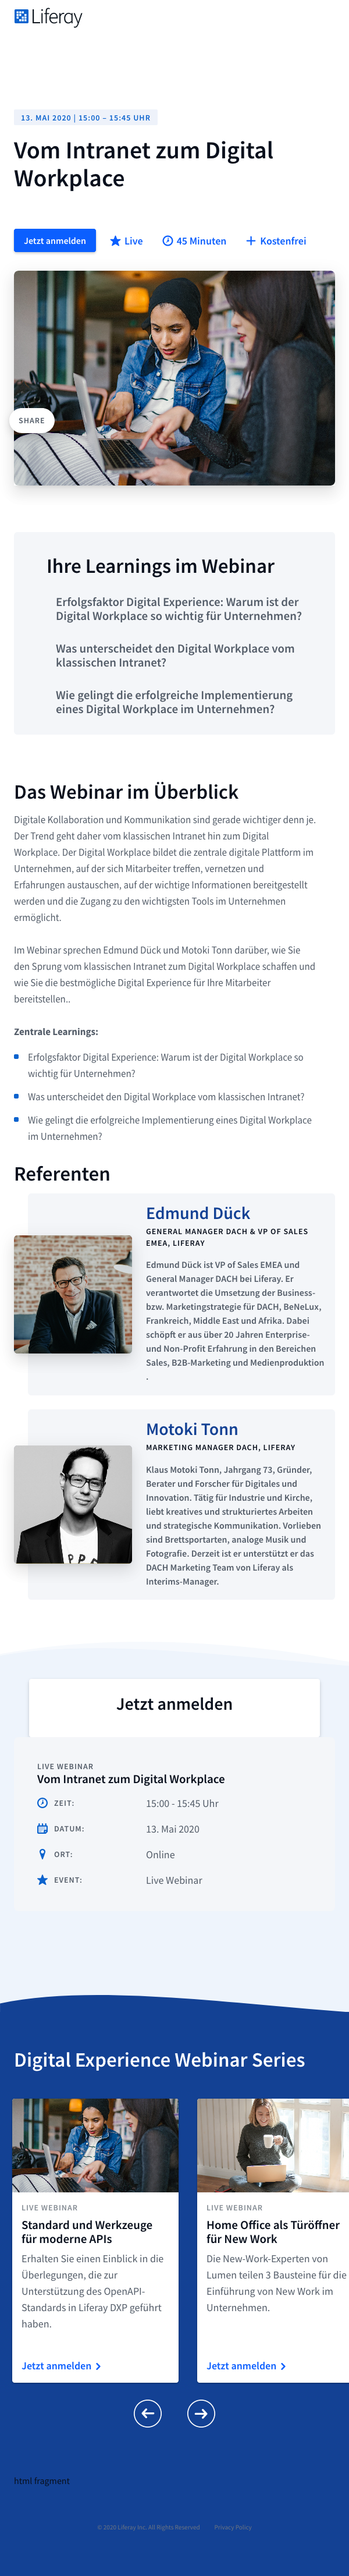 Liferay
13. MAI 2020 | 15:00 – 15:45 UHR
Vom Intranet zum Digital
Workplace
Jetzt anmelden
Live
45 Minuten
Kostenfrei
SHARE
Ihre Learnings im Webinar
Erfolgsfaktor Digital Experience: Warum ist der
Digital Workplace so wichtig für Unternehmen?
Was unterscheidet den Digital Workplace vom
klassischen Intranet?
Wie gelingt die erfolgreiche Implementierung
eines Digital Workplace im Unternehmen?
Das Webinar im Überblick
Digitale Kollaboration und Kommunikation sind gerade wichtiger denn je.
Der Trend geht daher vom klassischen Intranet hin zum Digital
Workplace. Der Digital Workplace bildet die zentrale digitale Plattform im
Unternehmen, auf der sich Mitarbeiter treffen, vernetzen und
Erfahrungen austauschen, auf der wichtige Informationen bereitgestellt
werden und die Zugang zu den wichtigsten Tools im Unternehmen
ermöglicht.
Im Webinar sprechen Edmund Dück und Motoki Tonn darüber, wie Sie
den Sprung vom klassischen Intranet zum Digital Workplace schaffen und
wie Sie die bestmögliche Digital Experience für Ihre Mitarbeiter
bereitstellen..
Zentrale Learnings:
Erfolgsfaktor Digital Experience: Warum ist der Digital Workplace so
wichtig für Unternehmen?
Was unterscheidet den Digital Workplace vom klassischen Intranet?
Wie gelingt die erfolgreiche Implementierung eines Digital Workplace
im Unternehmen?
Referenten
Edmund Dück
GENERAL MANAGER DACH & VP OF SALES
EMEA, LIFERAY
Edmund Dück ist VP of Sales EMEA und
General Manager DACH bei Liferay. Er
verantwortet die Umsetzung der Business-
bzw. Marketingstrategie für DACH, BeNeLux,
Frankreich, Middle East und Afrika. Dabei
schöpft er aus über 20 Jahren Enterprise-
und Non-Profit Erfahrung in den Bereichen
Sales, B2B-Marketing und Medienproduktion
.
Motoki Tonn
MARKETING MANAGER DACH, LIFERAY
Klaus Motoki Tonn, Jahrgang 73, Gründer,
Berater und Forscher für Digitales und
Innovation. Tätig für Industrie und Kirche,
liebt kreatives und strukturiertes Arbeiten
und strategische Kommunikation. Vorlieben
sind Brettsportarten, analoge Musik und
Fotografie. Derzeit ist er unterstützt er das
DACH Marketing Team von Liferay als
Interims-Manager.
Jetzt anmelden
LIVE WEBINAR
Vom Intranet zum Digital Workplace
ZEIT: 15:00 - 15:45 Uhr
DATUM: 13. Mai 2020
ORT: Online
EVENT: Live Webinar
Digital Experience Webinar Series
LIVE WEBINAR
Standard und Werkzeuge
für moderne APIs
Erhalten Sie einen Einblick in die
Überlegungen, die zur
Unterstützung des OpenAPI-
Standards in Liferay DXP geführt
haben.
Jetzt anmelden
LIVE WEBINAR
Home Office als Türöffner
für New Work
Die New-Work-Experten von
Lumen teilen 3 Bausteine für die
Einführung von New Work im
Unternehmen.
Jetzt anmelden
html fragment
© 2020 Liferay Inc. All Rights Reserved
Privacy Policy